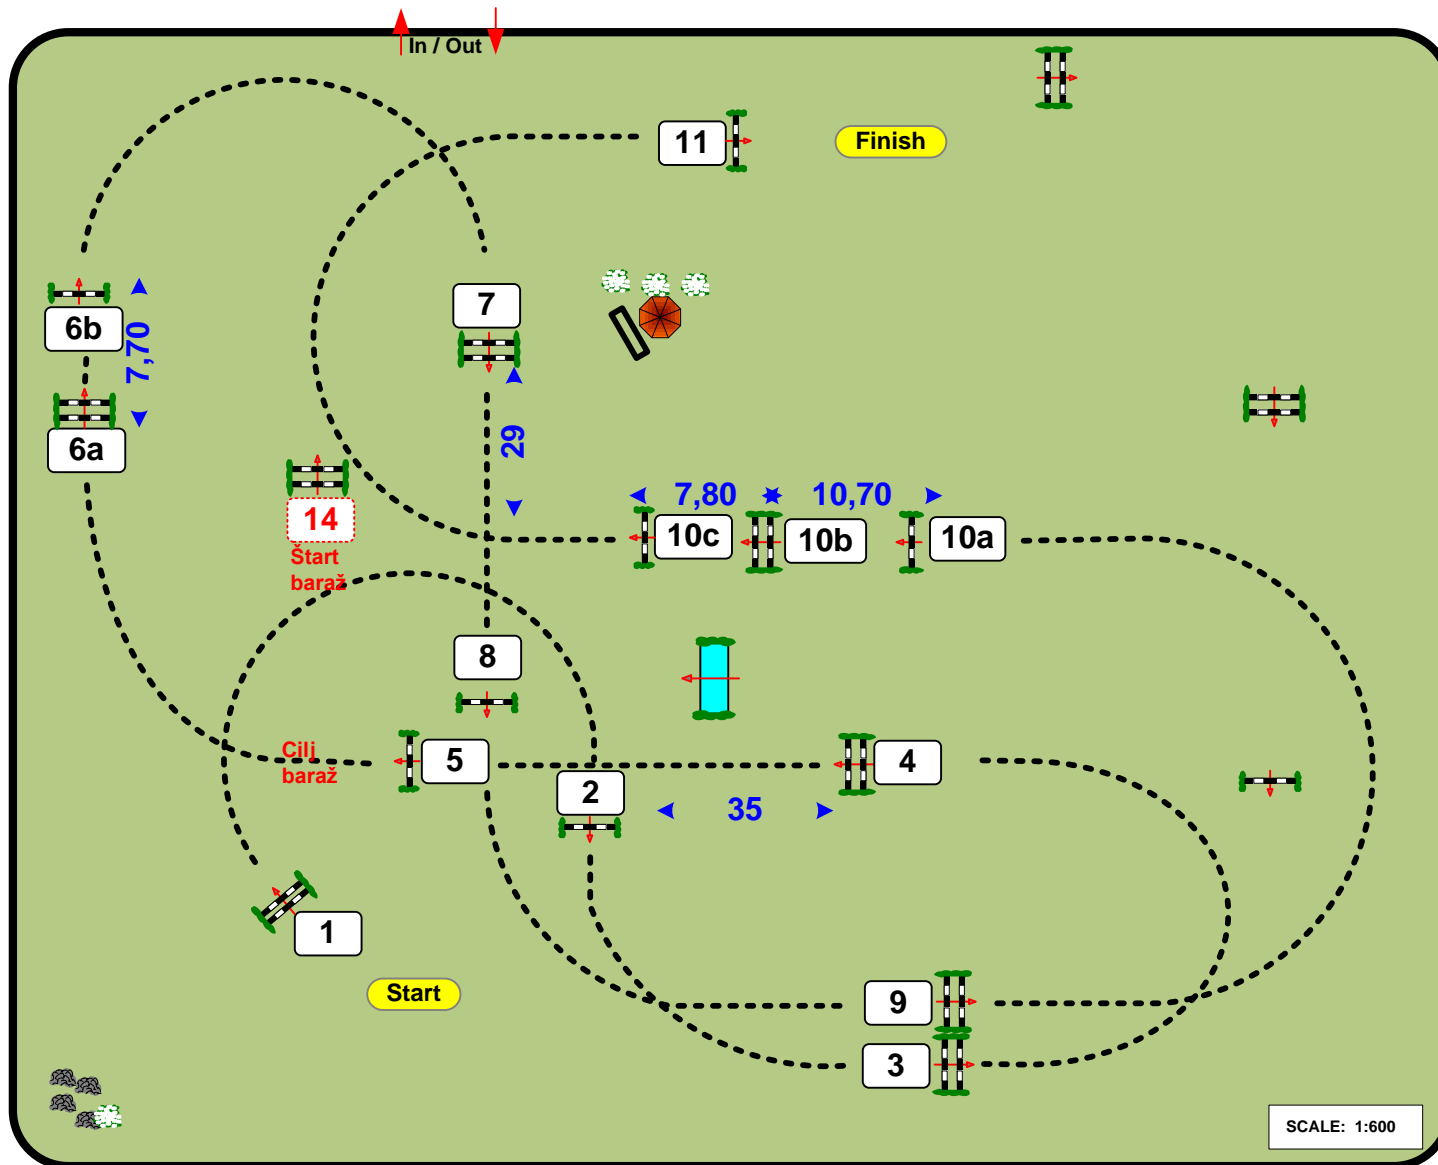 In / Out
11
Finish
7
6b
7,70
6a
29
14
Štart
baraž
7,80
10,70
10c
10b
10a
8
Cilj
baraž
5
4
2
35
1
Start
9
3
SCALE: 1:600